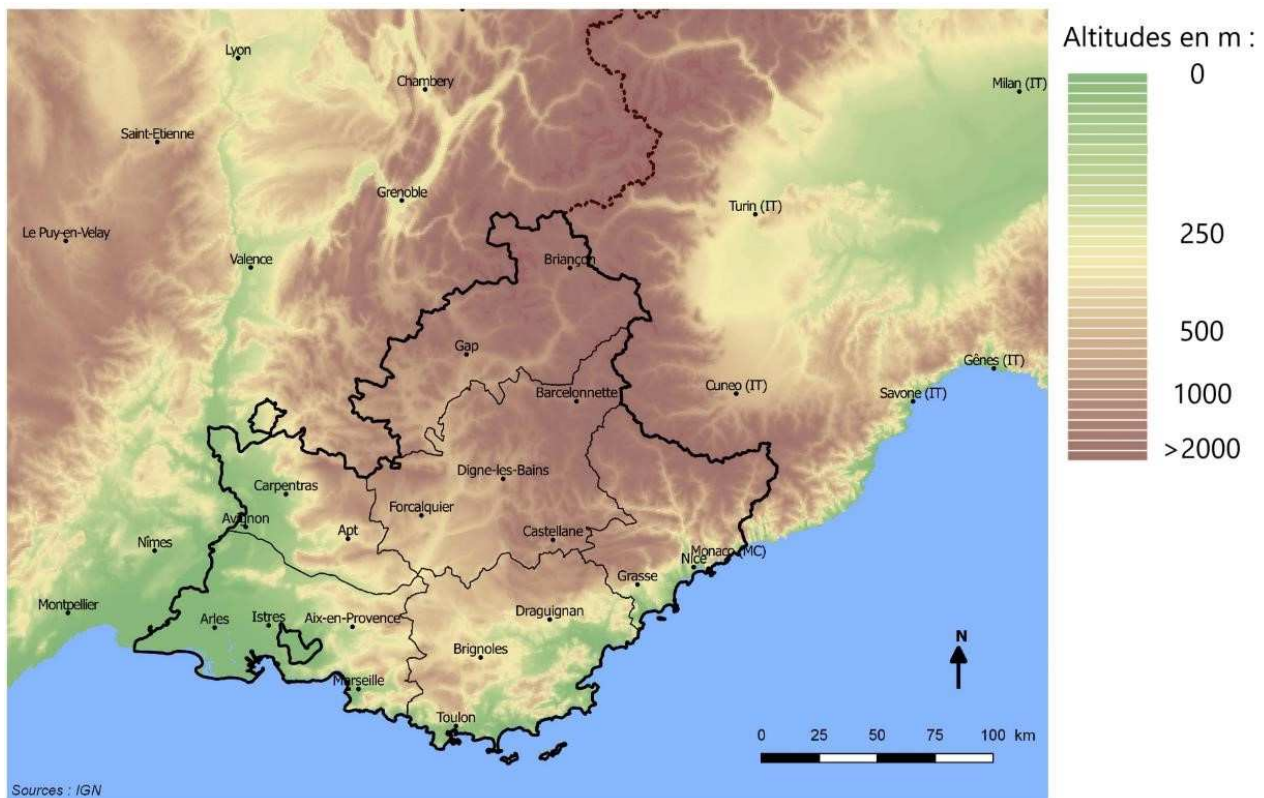 Altitudes en m :
0
250
500
1000
>2000
Lyon
Chambery
Milan (IT)
Saint-Etienne
Grenoble
Turin (IT)
Le Puy-en-Velay
Valence
Briançon
Gap
Gênes (IT)
Barcelonnette
Cuneo (IT)
Savone (IT)
Digne-les-Bains
Carpentras
Forcalquier
Avignon
Apt
Castellane
Nîmes
Monaco (MC)
Nice
Grasse
Montpellier
Arles
Istres
Aix-en-Provence
Draguignan
Brignoles
N
Marseille
Toulon
0 25 50 75 100 km
Sources : IGN